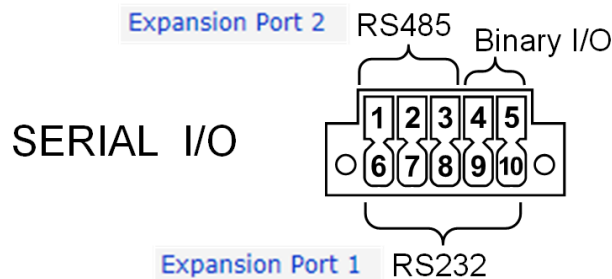 Expansion Port 2 RS485 Binary I/O
1 2 3 4 5
SERIAL I/O
6 7 8 9 10
Expansion Port 1 RS232